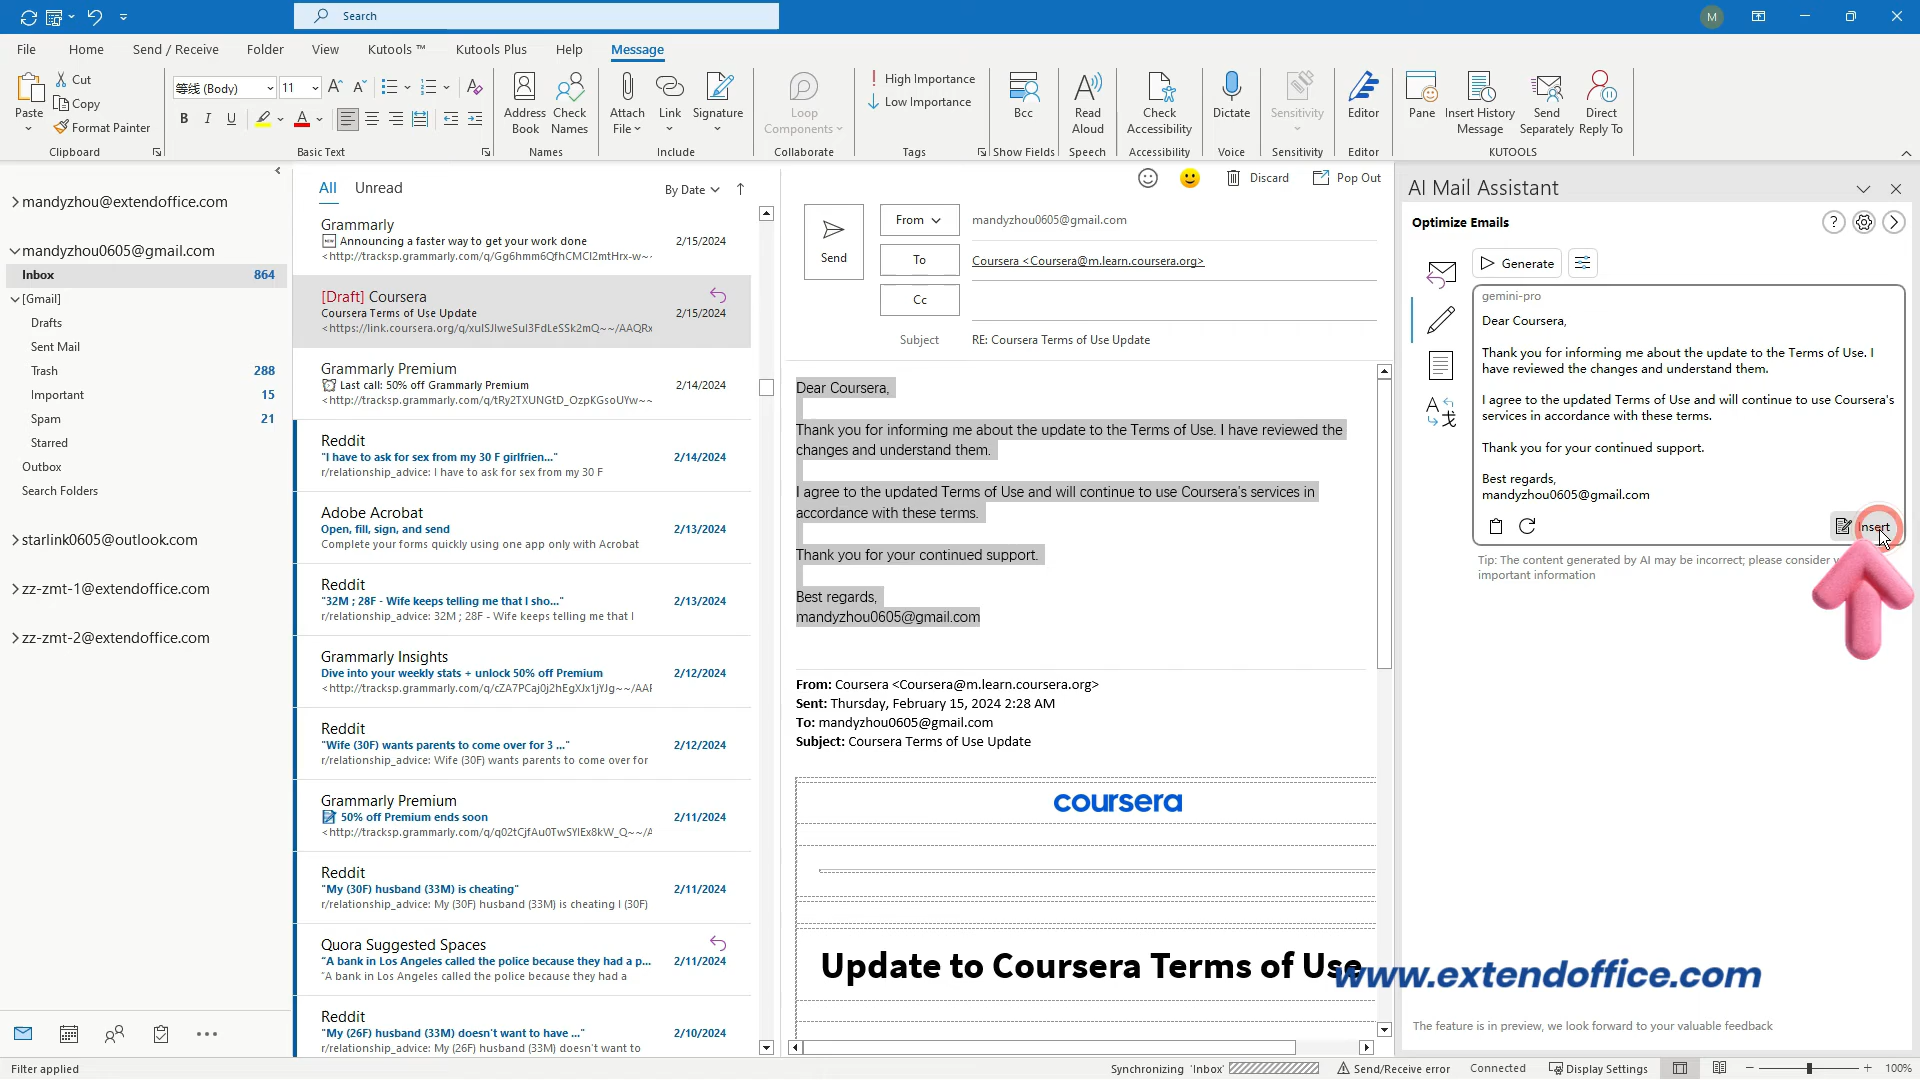 Search
M
File Home Send / Receive Folder View Kutools ™ Kutools Plus Help Message
Paste
Cut
Copy
Format Painter
Clipboard
等线 (Body) 11
B I U
Basic Text
Address Book
Check Names
Names
Attach File
Link
Signature
Include
Loop Components
Collaborate
High Importance
Low Importance
Tags
Bcc
Show Fields
Read Aloud
Speech
Check Accessibility
Accessibility
Dictate
Voice
Sensitivity
Sensitivity
Editor
Editor
Pane
Insert History Message
Send Separately
Direct Reply To
KUTOOLS
mandyzhou@extendoffice.com
mandyzhou0605@gmail.com
Inbox 864
[Gmail]
Drafts
Sent Mail
Trash 288
Important 15
Spam 21
Starred
Outbox
Search Folders
starlink0605@outlook.com
zz-zmt-1@extendoffice.com
zz-zmt-2@extendoffice.com
All Unread By Date
Grammarly
Announcing a faster way to get your work done 2/15/2024
<http://tracksp.grammarly.com/q/Gg6hmm6QfhCMCI2mtHrx-w~~
[Draft] Coursera
Coursera Terms of Use Update 2/15/2024
Grammarly Premium
Last call: 50% off Grammarly Premium 2/14/2024
<http://tracksp.grammarly.com/q/tRy2TXUNGtD_OzpKGsoUYw~~
Reddit
"I have to ask for sex from my 30 F girlfrien..." 2/14/2024
r/relationship_advice: I have to ask for sex from my 30 F
Adobe Acrobat
Open, fill, sign, and send 2/13/2024
Complete your forms quickly using one app only with Acrobat
Reddit
"32M ; 28F - Wife keeps telling me that I sho..." 2/13/2024
r/relationship_advice: 32M ; 28F - Wife keeps telling me that I
Grammarly Insights
Dive into your weekly stats + unlock 50% off Premium 2/12/2024
Reddit
"Wife (30F) wants parents to come over for 3 ..." 2/12/2024
r/relationship_advice: Wife (30F) wants parents to come over for
Grammarly Premium
50% off Premium ends soon 2/11/2024
Reddit
"My (30F) husband (33M) is cheating" 2/11/2024
r/relationship_advice: My (30F) husband (33M) is cheating I (30F)
Quora Suggested Spaces
"A bank in Los Angeles called the police because they had a p... 2/11/2024
"A bank in Los Angeles called the police because they had a
Reddit
"My (26F) husband (33M) doesn't want to have ..." 2/10/2024
r/relationship_advice: My (26F) husband (33M) doesn't want to
Discard Pop Out
Send
From mandyzhou0605@gmail.com
To Coursera <Coursera@m.learn.coursera.org>
Cc
Subject RE: Coursera Terms of Use Update
Dear Coursera,
Thank you for informing me about the update to the Terms of Use. I have reviewed the
changes and understand them.
I agree to the updated Terms of Use and will continue to use Coursera's services in
accordance with these terms.
Thank you for your continued support.
Best regards,
mandyzhou0605@gmail.com
From: Coursera <Coursera@m.learn.coursera.org>
Sent: Thursday, February 15, 2024 2:28 AM
To: mandyzhou0605@gmail.com
Subject: Coursera Terms of Use Update
coursera
Update to Coursera Terms of Use
AI Mail Assistant
Optimize Emails
?
Generate
gemini-pro
Dear Coursera,
Thank you for informing me about the update to the Terms of Use. I
have reviewed the changes and understand them.
I agree to the updated Terms of Use and will continue to use Coursera's
services in accordance with these terms.
Thank you for your continued support.
Best regards,
mandyzhou0605@gmail.com
Insert
Tip: The content generated by AI may be incorrect; please consider
important information
www.extendoffice.com
The feature is in preview, we look forward to your valuable feedback
Filter applied Synchronizing 'Inbox' Send/Receive error Connected Display Settings 100%